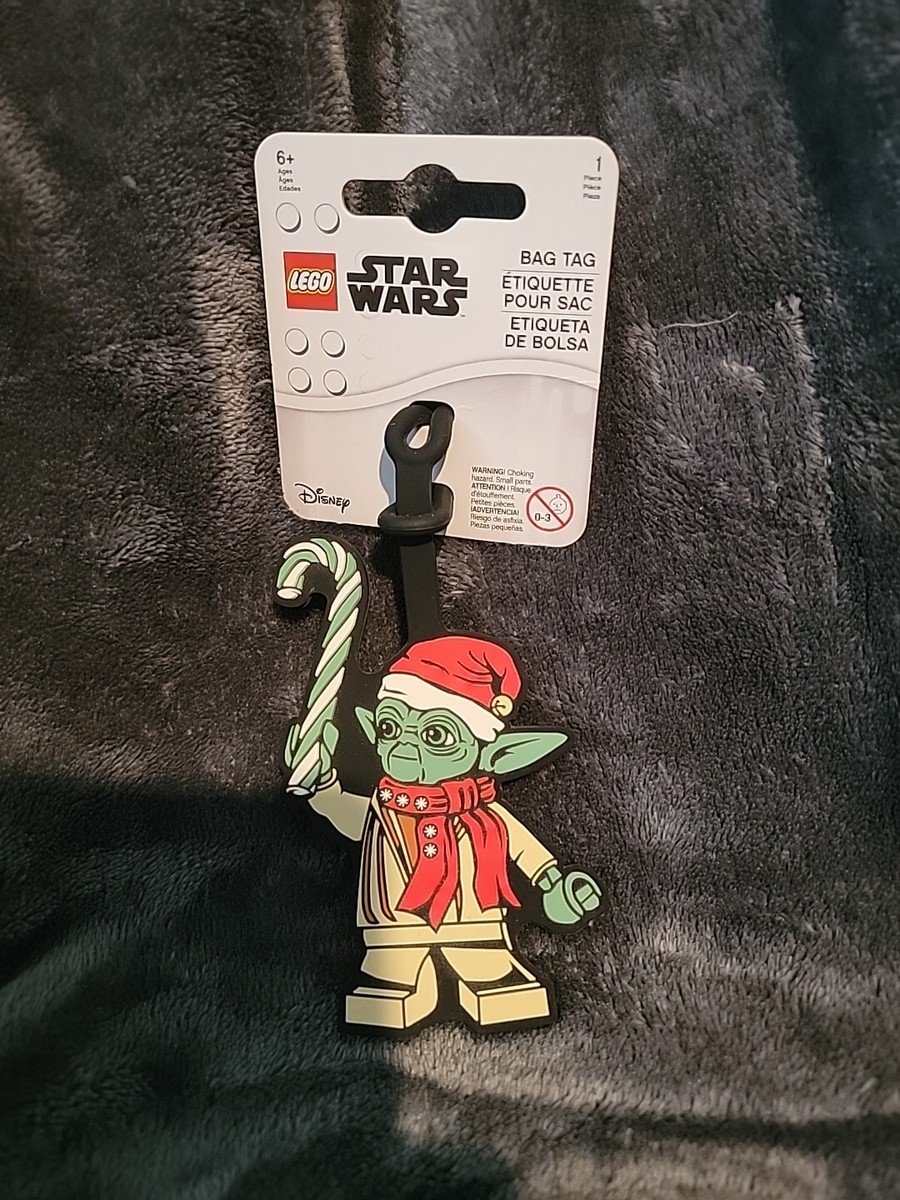 6+
Ages
Âges
Edades
1
Piece
Pièce
Pieza
LEGO
STAR
WARS™
BAG TAG
ÉTIQUETTE
POUR SAC
ETIQUETA
DE BOLSA
Disney
WARNING! Choking
hazard. Small parts.
ATTENTION ! Risque
d'étouffement.
Petites pièces.
¡ADVERTENCIA!
Riesgo de asfixia.
Piezas pequeñas.
0-3